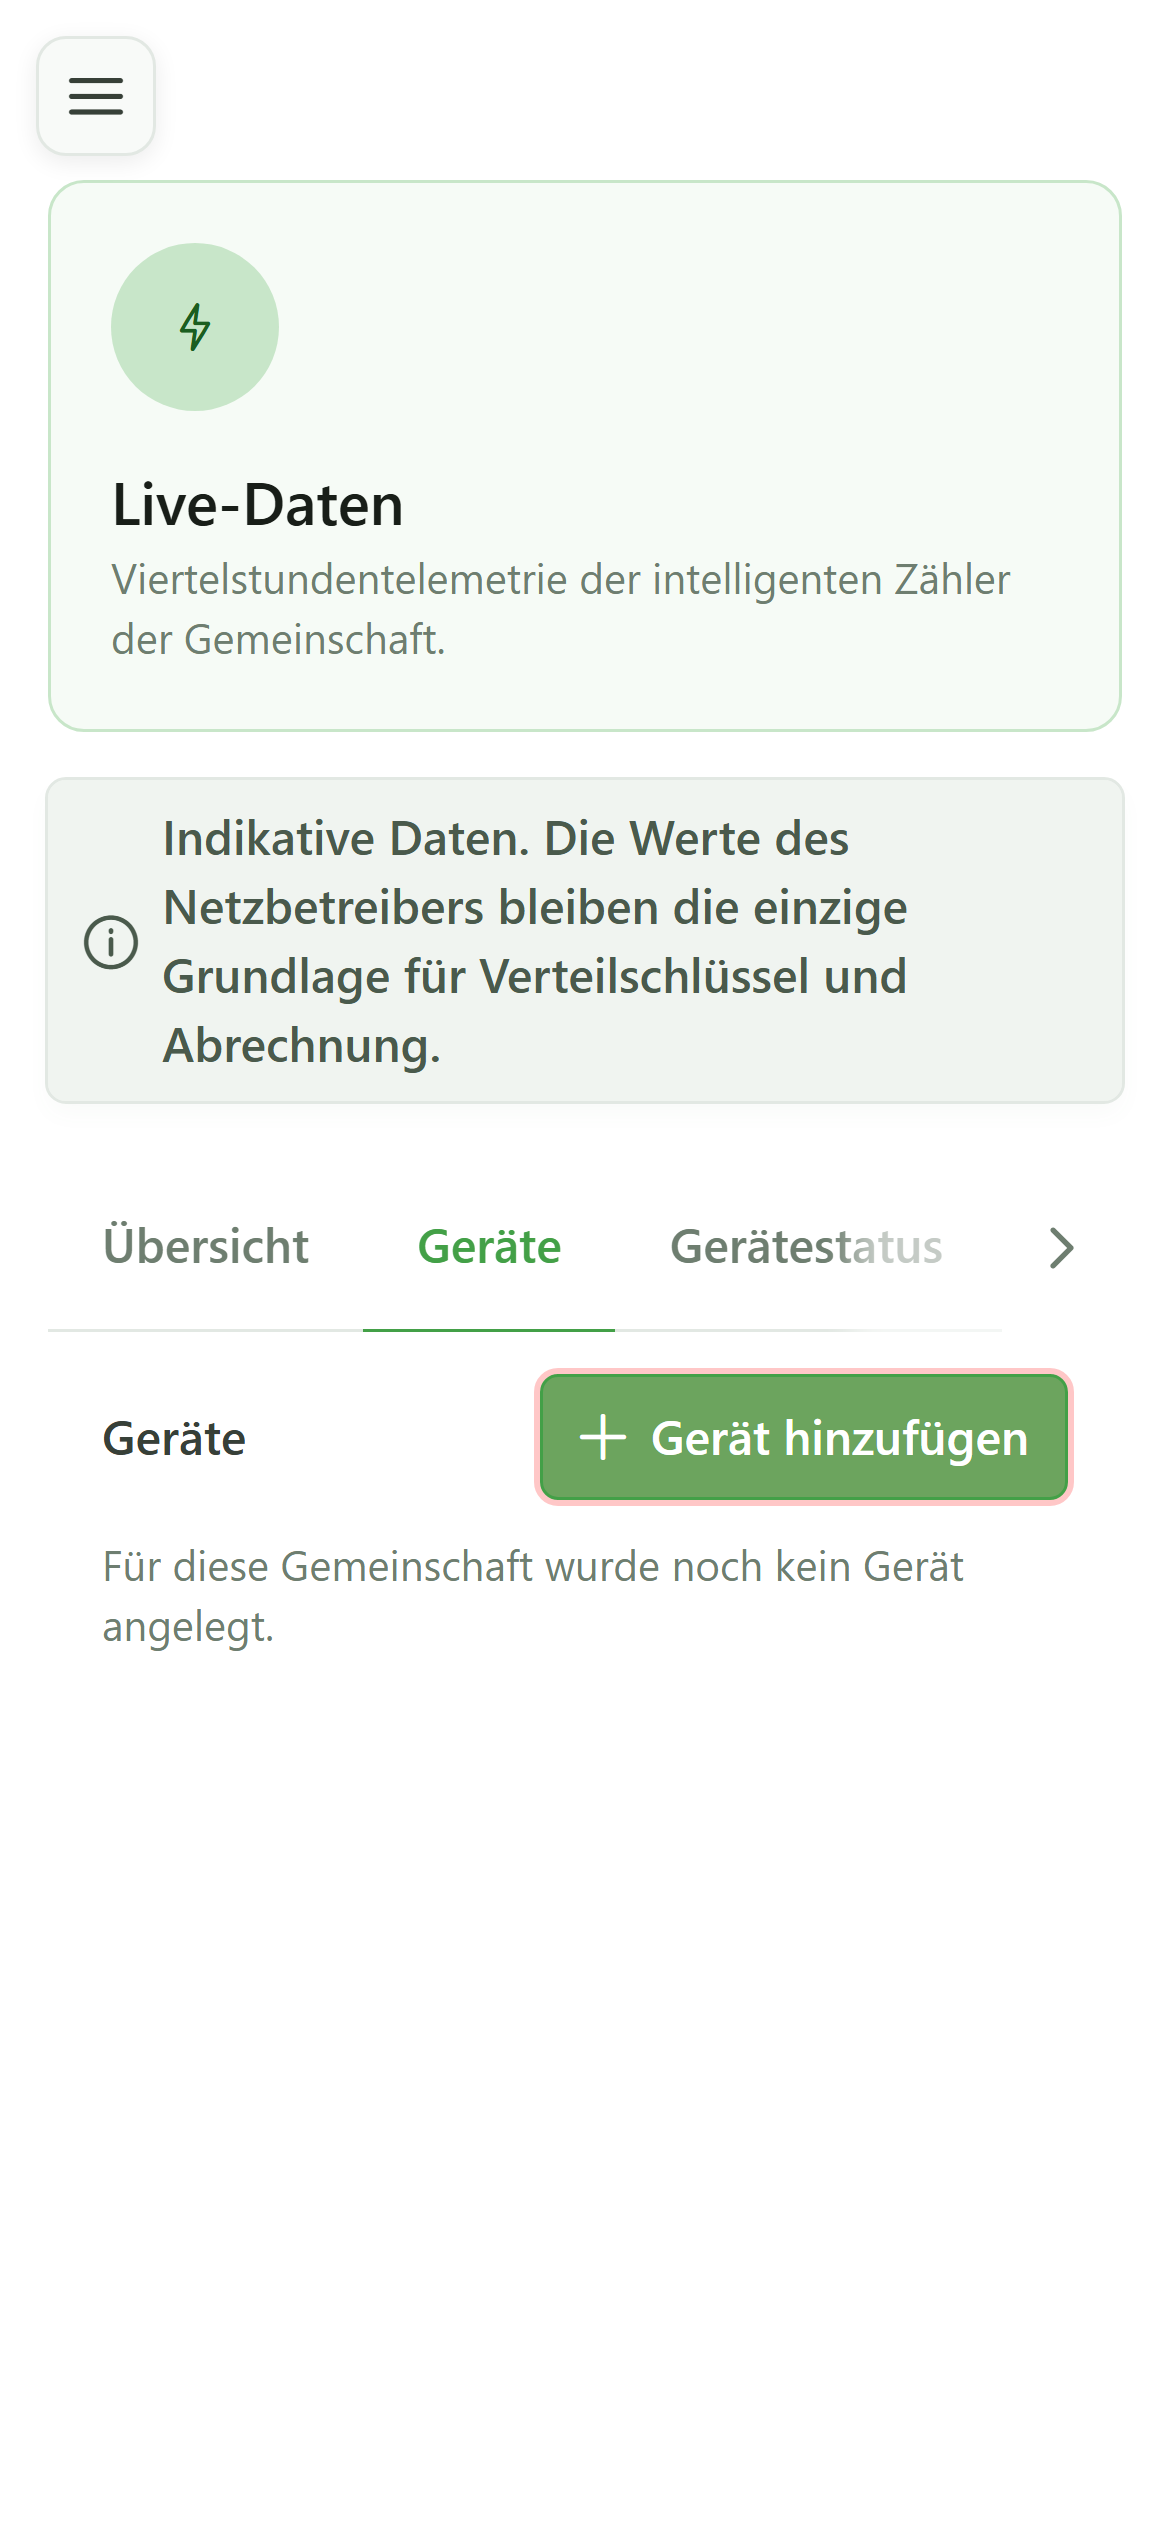 Live-Daten
Viertelstundentelemetrie der intelligenten Zähler
der Gemeinschaft.
Indikative Daten. Die Werte des
Netzbetreibers bleiben die einzige
Grundlage für Verteilschlüssel und
Abrechnung.
Übersicht Geräte Gerätestatus
Geräte Gerät hinzufügen
Für diese Gemeinschaft wurde noch kein Gerät
angelegt.